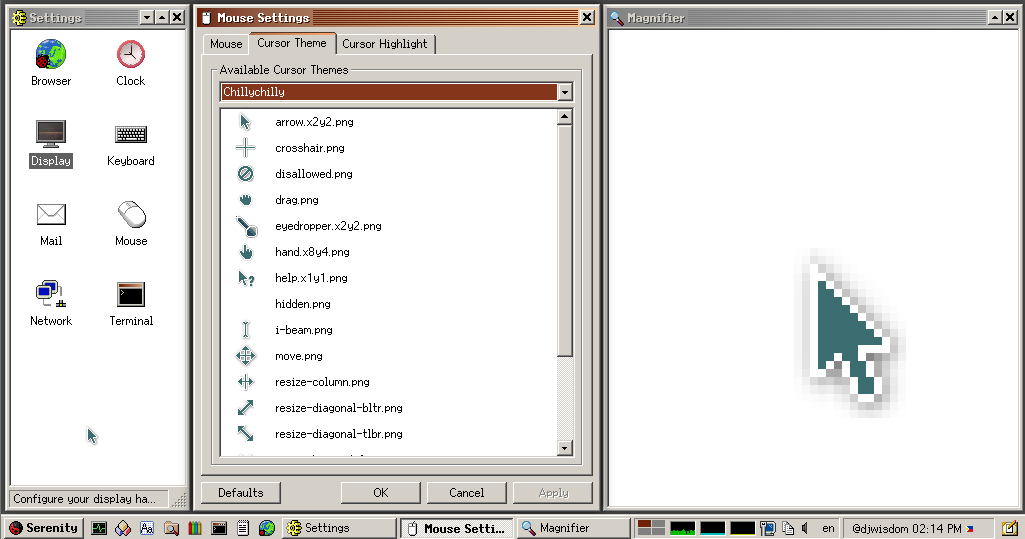 Settings
Browser
Clock
Display
Keyboard
Mail
Mouse
Network
Terminal
Configure your display ha...
Mouse Settings
Mouse
Cursor Theme
Cursor Highlight
Available Cursor Themes
Chillychilly
arrow.x2y2.png
crosshair.png
disallowed.png
drag.png
eyedropper.x2y2.png
hand.x8y4.png
help.x1y1.png
hidden.png
i-beam.png
move.png
resize-column.png
resize-diagonal-bltr.png
resize-diagonal-tlbr.png
Defaults
OK
Cancel
Apply
Magnifier
Serenity
Aa
Settings
Mouse Setti...
Magnifier
en
@djwisdom 02:14 PM